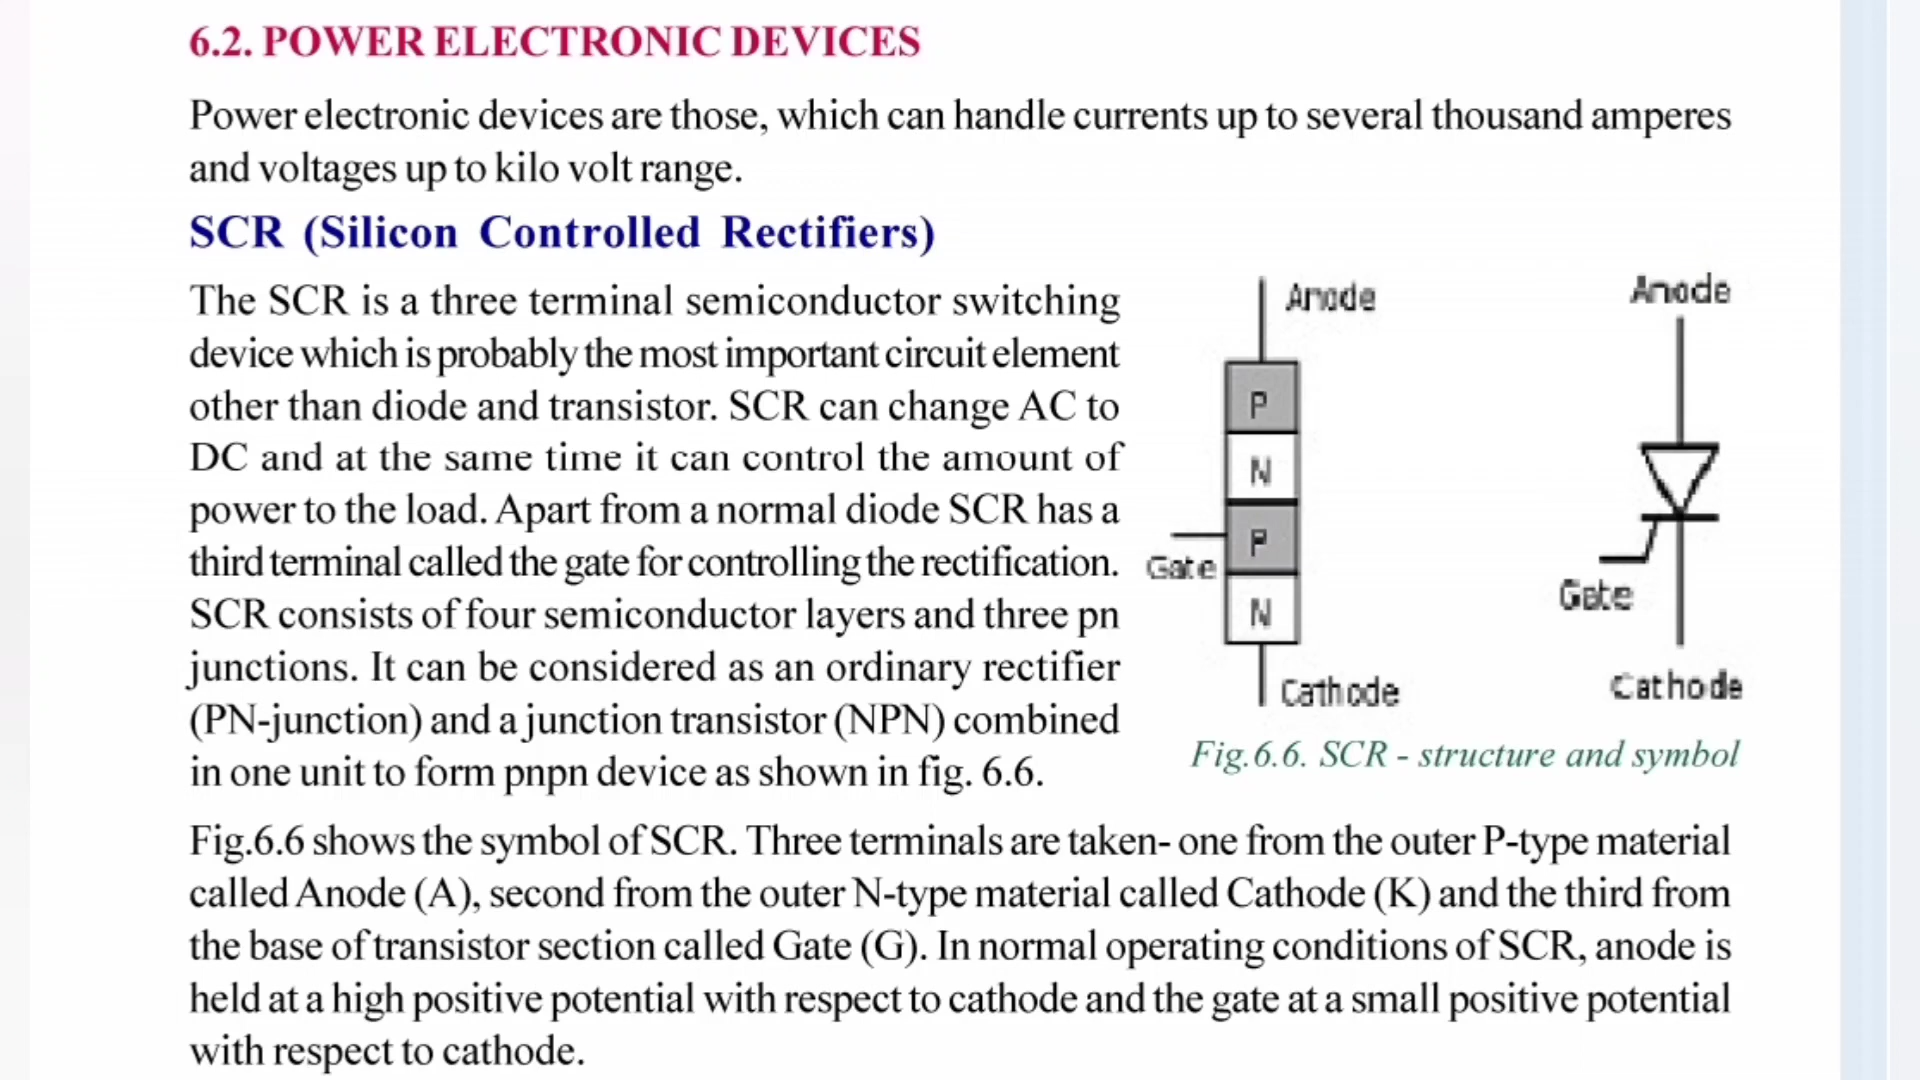 6.2. POWER ELECTRONIC DEVICES
Power electronic devices are those, which can handle currents up to several thousand amperes
and voltages up to kilo volt range.
SCR (Silicon Controlled Rectifiers)
The SCR is a three terminal semiconductor switching
device which is probably the most important circuit element
other than diode and transistor. SCR can change AC to
DC and at the same time it can control the amount of
power to the load. Apart from a normal diode SCR has a
third terminal called the gate for controlling the rectification.
SCR consists of four semiconductor layers and three pn
junctions. It can be considered as an ordinary rectifier
(PN-junction) and a junction transistor (NPN) combined
in one unit to form pnpn device as shown in fig. 6.6.
Anode
P
N
P
Gate
N
Cathode
Anode
Gate
Cathode
Fig.6.6. SCR - structure and symbol
Fig.6.6 shows the symbol of SCR. Three terminals are taken- one from the outer P-type material
called Anode (A), second from the outer N-type material called Cathode (K) and the third from
the base of transistor section called Gate (G). In normal operating conditions of SCR, anode is
held at a high positive potential with respect to cathode and the gate at a small positive potential
with respect to cathode.